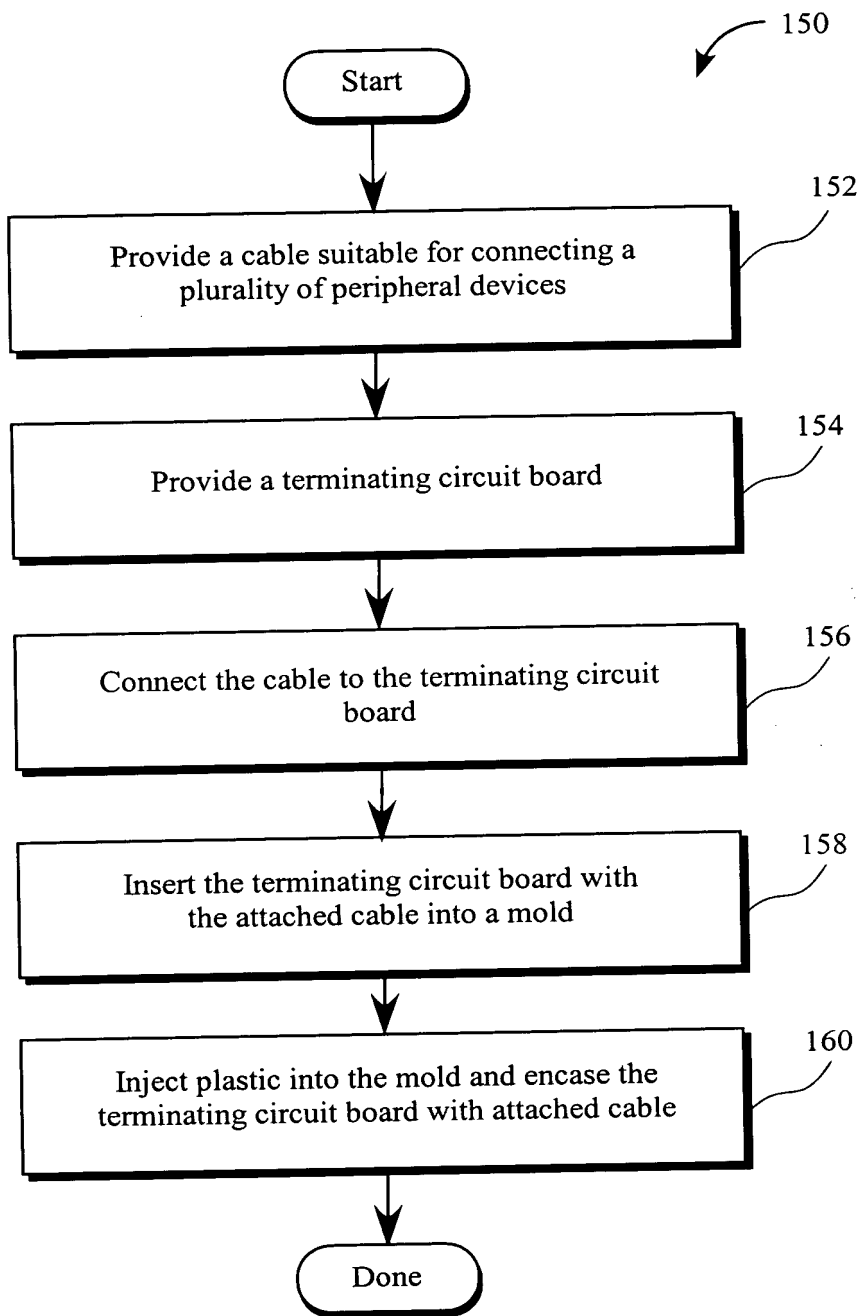 150
Start
152
Provide a cable suitable for connecting a
plurality of peripheral devices
154
Provide a terminating circuit board
156
Connect the cable to the terminating circuit
board
158
Insert the terminating circuit board with
the attached cable into a mold
160
Inject plastic into the mold and encase the
terminating circuit board with attached cable
Done